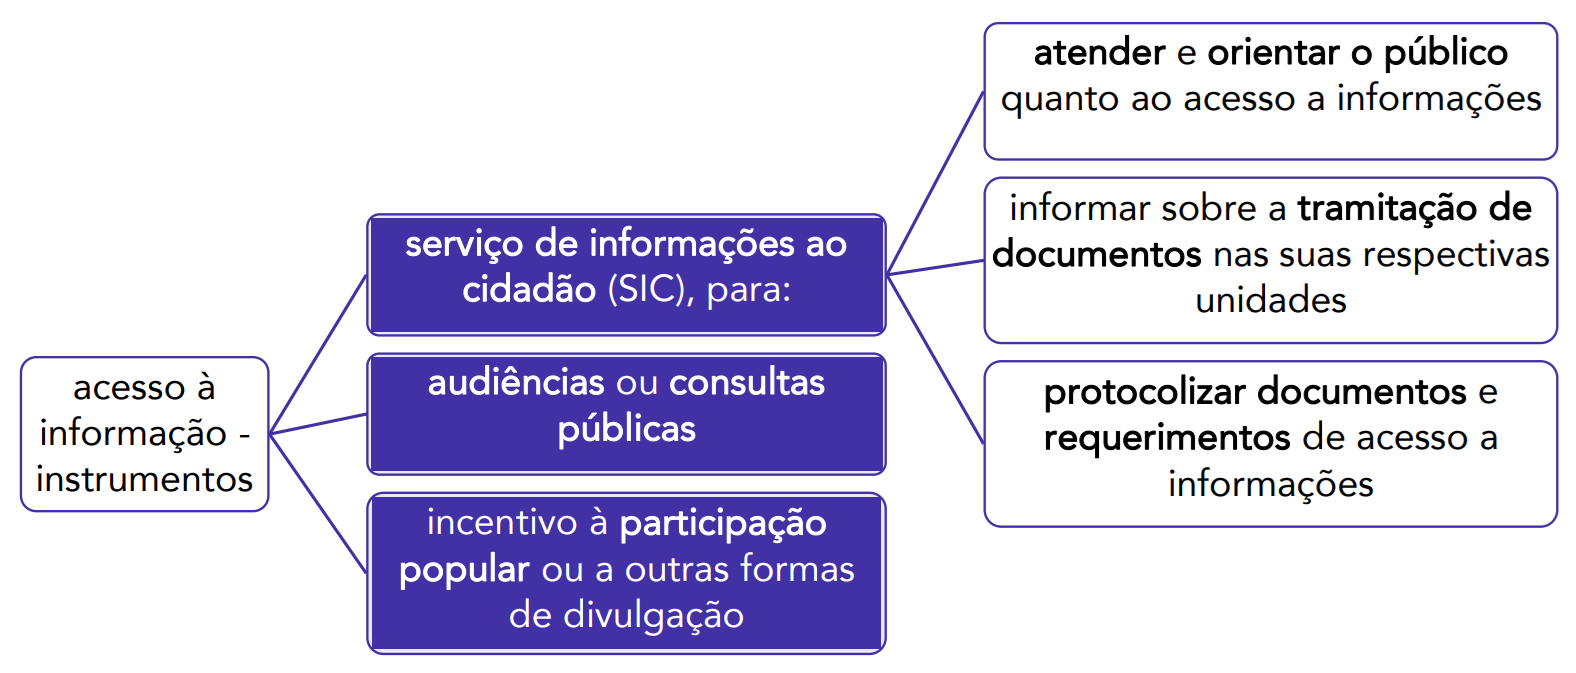 acesso à
informação -
instrumentos
serviço de informações ao
cidadão (SIC), para:
atender e orientar o público
quanto ao acesso a informações
informar sobre a tramitação de
documentos nas suas respectivas
unidades
protocolizar documentos e
requerimentos de acesso a
informações
audiências ou consultas
públicas
incentivo à participação
popular ou a outras formas
de divulgação